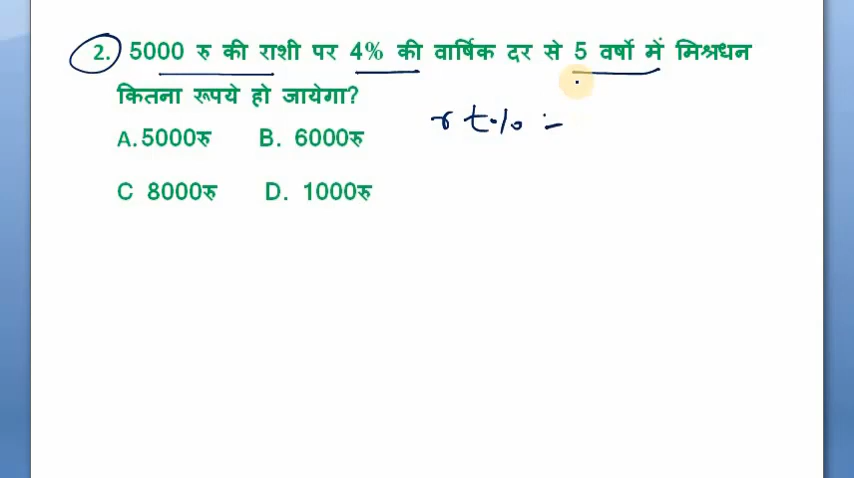 2. 5000 रु की राशी पर 4% की वार्षिक दर से 5 वर्षो में मिश्रधन
कितना रूपये हो जायेगा?
r t% =
A.5000रु B. 6000रु
C 8000रु D. 1000रु